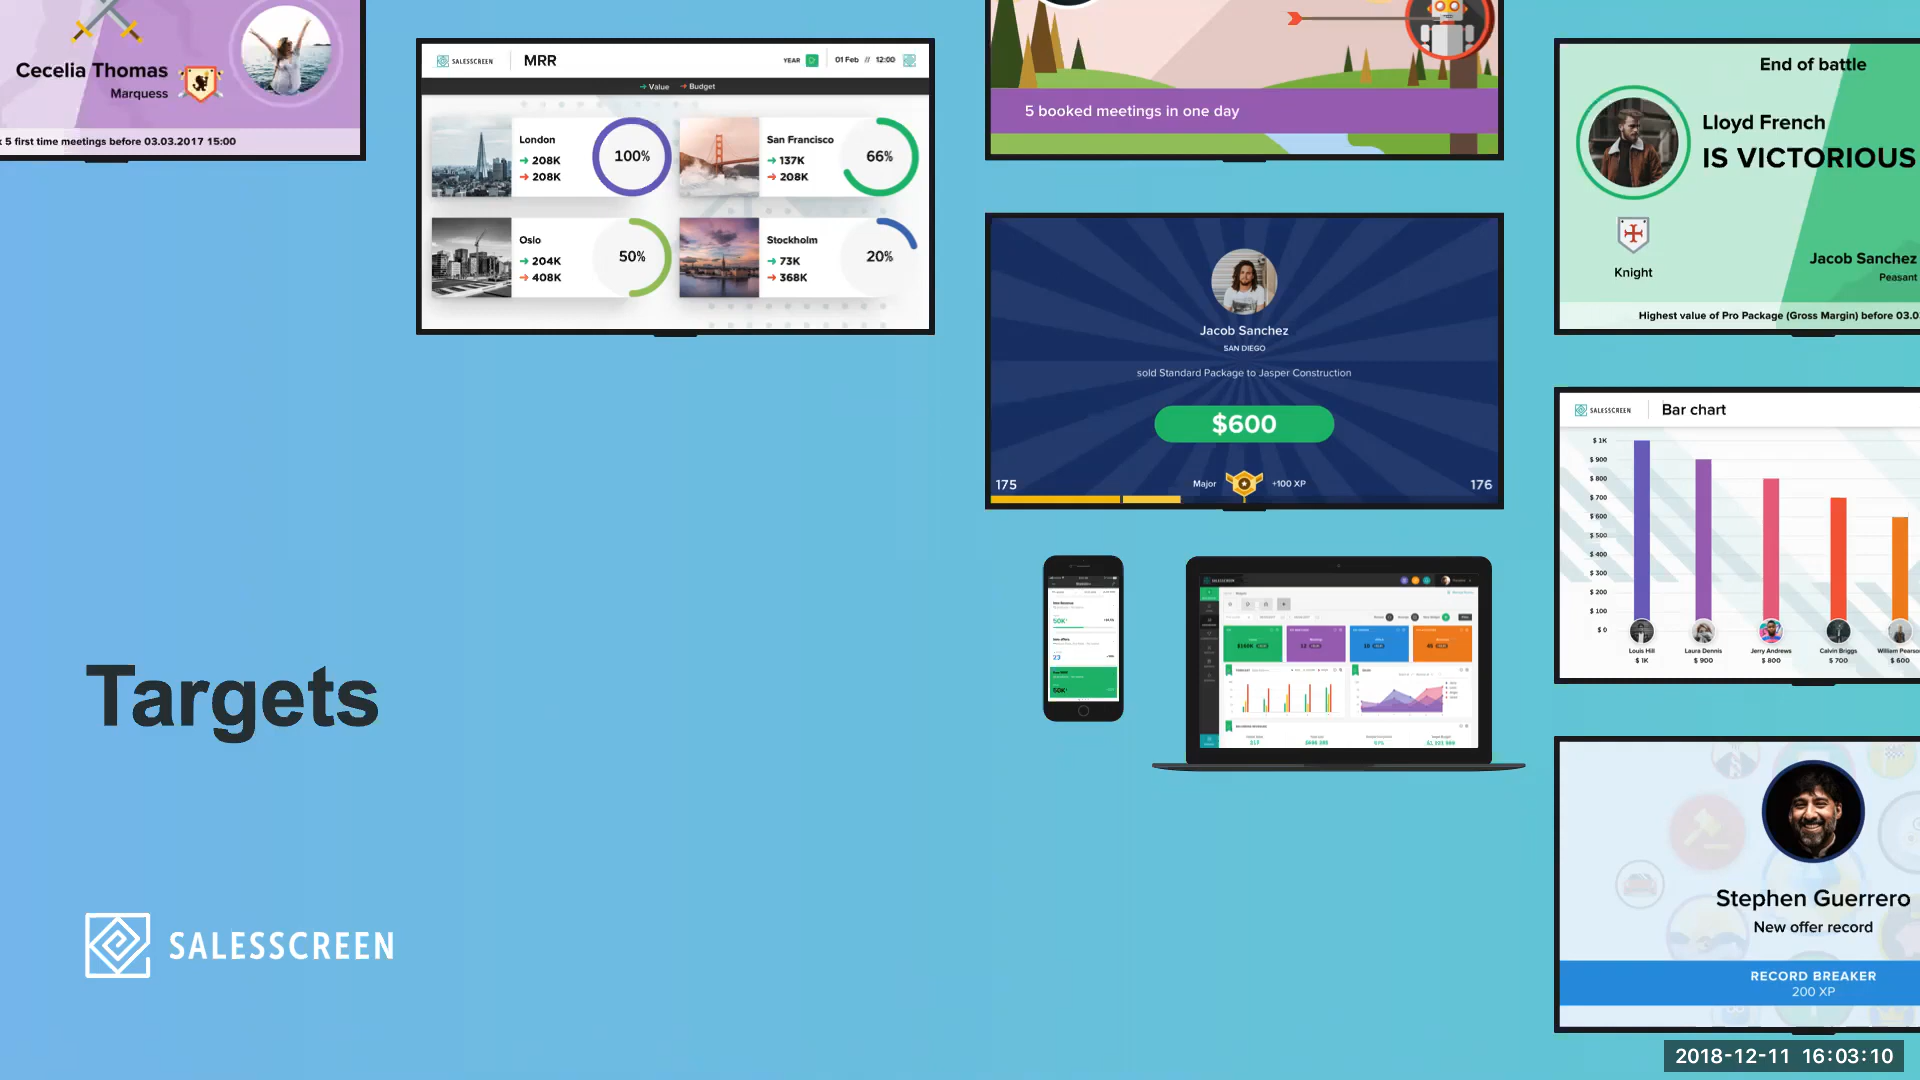 Cecelia Thomas
Marquess
5 first time meetings before 03.03.2017 15:00
SALESSCREEN
MRR
YEAR
01 Feb // 12:00
Value
Budget
London
208K
208K
100%
San Francisco
137K
208K
66%
Oslo
204K
408K
50%
Stockholm
73K
368K
20%
5 booked meetings in one day
Jacob Sanchez
SAN DIEGO
sold Standard Package to Jasper Construction
$600
175
Major
+100 XP
176
End of battle
Lloyd French
IS VICTORIOUS
Knight
Jacob Sanchez
Peasant
Highest value of Pro Package (Gross Margin) before 03.0
SALESSCREEN
Bar chart
$ 1K
$ 900
$ 800
$ 700
$ 600
$ 500
$ 400
$ 300
$ 200
$ 100
$ 0
Louis Hill
$ 1K
Laura Dennis
$ 900
Jerry Andrews
$ 800
Calvin Briggs
$ 700
William Pearso
$ 600
50K
23
50K
Targets
SALESSCREEN
Stephen Guerrero
New offer record
RECORD BREAKER
200 XP
2018-12-11 16:03:10